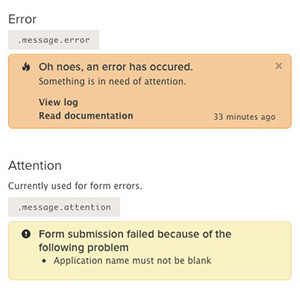 Error
.message.error
Oh noes, an error has occured.
Something is in need of attention.
View log
Read documentation
33 minutes ago
Attention
Currently used for form errors.
.message.attention
Form submission failed because of the
following problem
• Application name must not be blank